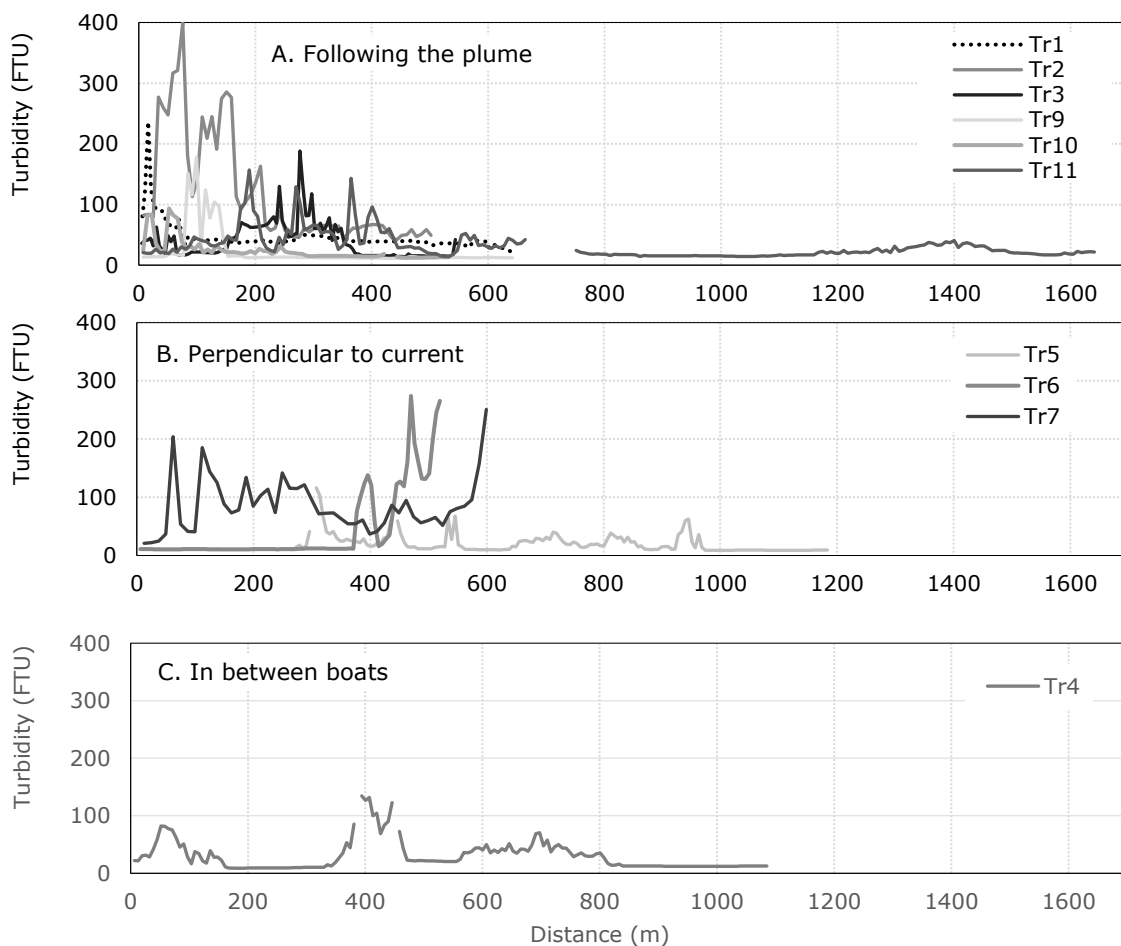 A. Following the plume
Turbidity (FTU)
400
300
200
100
0
0 200 400 600 800 1000 1200 1400 1600
Tr1
Tr2
Tr3
Tr9
Tr10
Tr11
B. Perpendicular to current
Turbidity (FTU)
400
300
200
100
0
0 200 400 600 800 1000 1200 1400 1600
Tr5
Tr6
Tr7
C. In between boats
Turbidity (FTU)
400
300
200
100
0
0 200 400 600 800 1000 1200 1400 1600
Tr4
Distance (m)